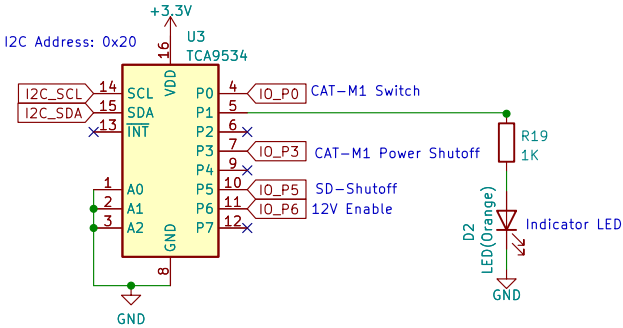 +3.3V
I2C Address: 0x20
U3
TCA9534
16
VDD
I2C_SCL 14 SCL P0 4 IO_P0 CAT-M1 Switch
I2C_SDA 15 SDA P1 5
13 INT P2 6
P3 7 IO_P3 CAT-M1 Power Shutoff
P4 9
1 A0 P5 10 IO_P5 SD-Shutoff
2 A1 P6 11 IO_P6 12V Enable
3 A2 P7 12
GND
8
GND
R19
1K
D2
LED(Orange)
Indicator LED
GND